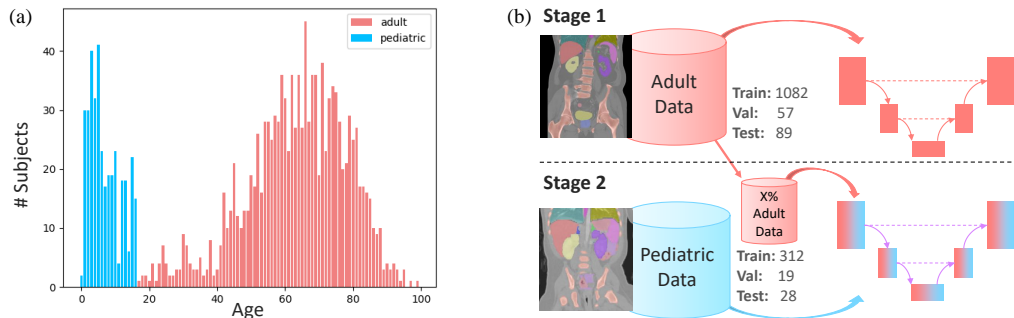 (a)
adult
pediatric
# Subjects
40
30
20
10
0
0
20
40
60
80
100
Age
(b)
Stage 1
Adult
Data
Train: 1082
Val: 57
Test: 89
Stage 2
X%
Adult
Data
Pediatric
Data
Train: 312
Val: 19
Test: 28